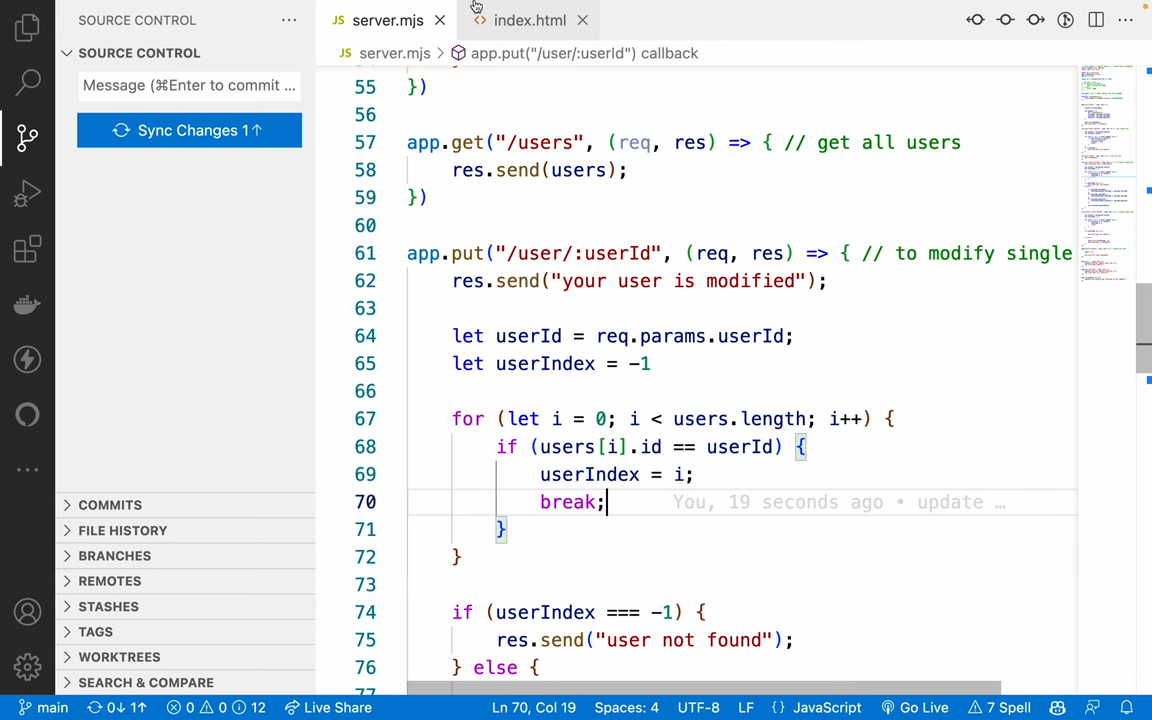 SOURCE CONTROL
SOURCE CONTROL
Message (⌘Enter to commit ...
Sync Changes 1↑
COMMITS
FILE HISTORY
BRANCHES
REMOTES
STASHES
TAGS
WORKTREES
SEARCH & COMPARE
JS server.mjs
<> index.html
JS server.mjs > app.put("/user/:userId") callback
55 })
56
57 app.get("/users", (req, res) => { // get all users
58 res.send(users);
59 })
60
61 app.put("/user/:userId", (req, res) => { // to modify single
62 res.send("your user is modified");
63
64 let userId = req.params.userId;
65 let userIndex = -1
66
67 for (let i = 0; i < users.length; i++) {
68 if (users[i].id == userId) {
69 userIndex = i;
70 break; You, 19 seconds ago • update ...
71 }
72 }
73
74 if (userIndex === -1) {
75 res.send("user not found");
76 } else {
77
main 0↓ 1↑ 0 0 12 Live Share Ln 70, Col 19 Spaces: 4 UTF-8 LF {} JavaScript Go Live 7 Spell